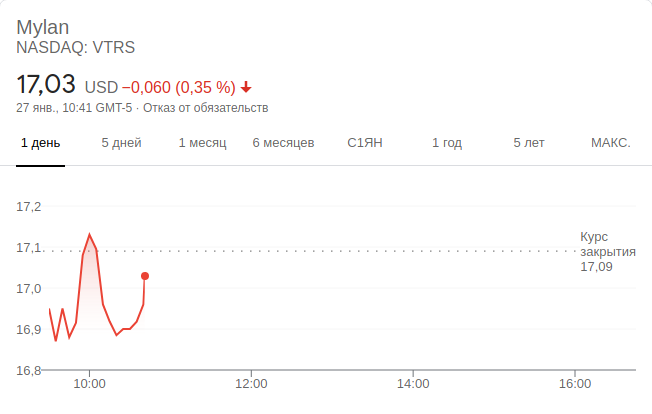 Mylan
NASDAQ: VTRS
17,03 USD −0,060 (0,35 %)
27 янв., 10:41 GMT-5 · Отказ от обязательств
1 день 5 дней 1 месяц 6 месяцев С1ЯН 1 год 5 лет МАКС.
17,2
17,1
17,0
16,9
16,8
Курс
закрытия
17,09
10:00 12:00 14:00 16:00